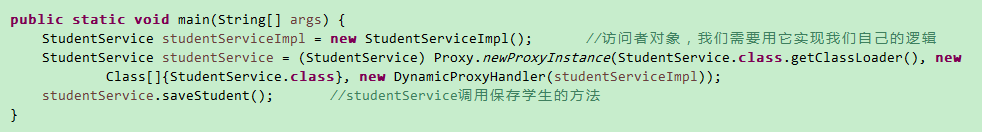 public static void main(String[] args) {
    StudentService studentServiceImpl = new StudentServiceImpl();        //访问者对象，我们需要用它实现我们自己的逻辑
    StudentService studentService = (StudentService) Proxy.newProxyInstance(StudentService.class.getClassLoader(), new
            Class[]{StudentService.class}, new DynamicProxyHandler(studentServiceImpl));
    studentService.saveStudent();        //studentService调用保存学生的方法
}